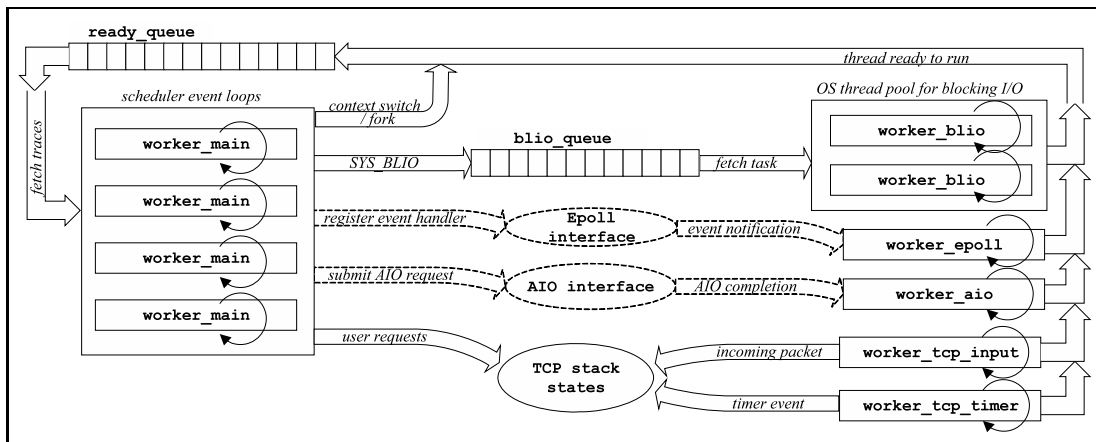 ready_queue
thread ready to run
scheduler event loops
OS thread pool for blocking I/O
context switch
/ fork
fetch traces
worker_main
worker_main
worker_main
worker_main
SYS_BLIO
blio_queue
fetch task
worker_blio
worker_blio
register event handler
Epoll
interface
event notification
worker_epoll
submit AIO request
AIO interface
AIO completion
worker_aio
user requests
TCP stack
states
incoming packet
worker_tcp_input
timer event
worker_tcp_timer